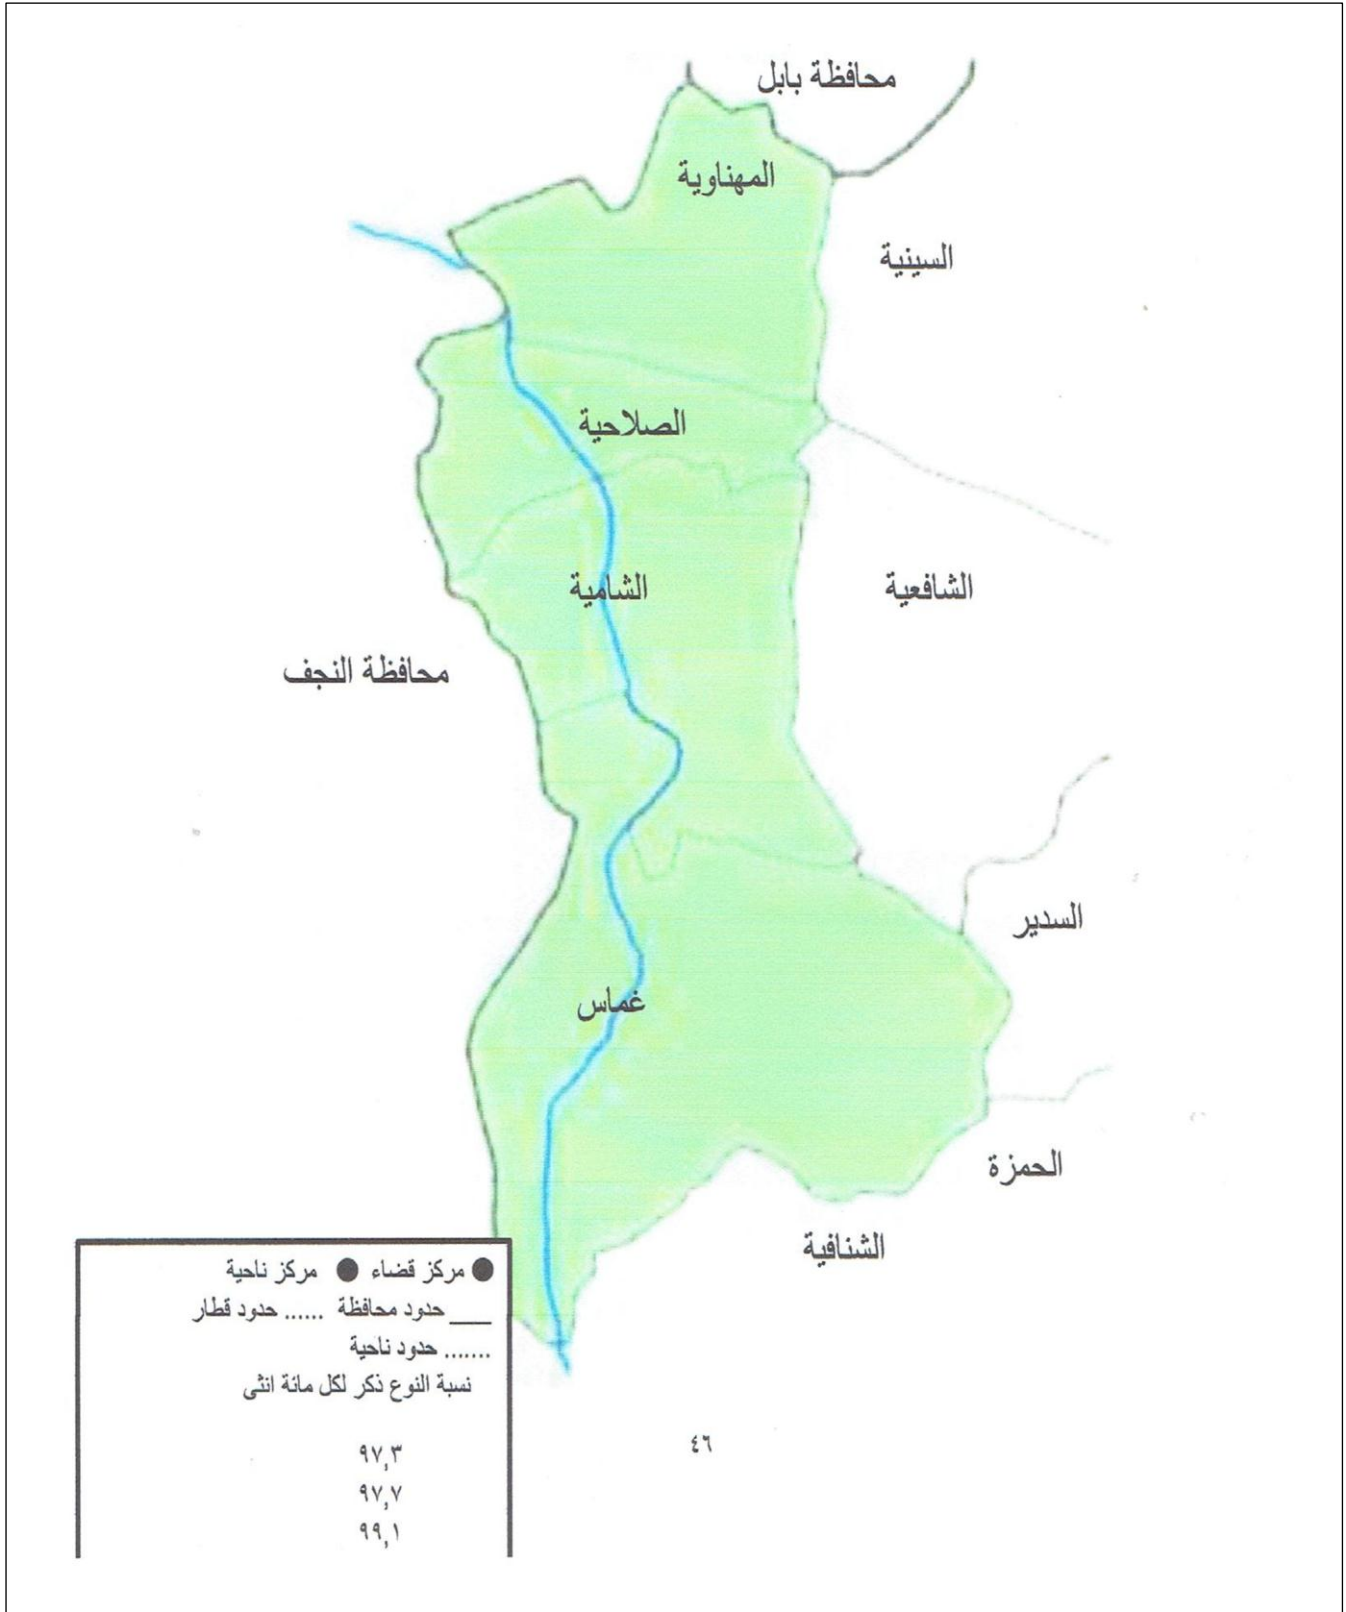 محافظة بابل
المهناوية
السينية
الصلاحية
الشامية
الشافعية
محافظة النجف
السدير
غماس
الحمزة
الشنافية
● مركز قضاء ● مركز ناحية
___ حدود محافظة ...... حدود قطار
....... حدود ناحية
نسبة النوع ذكر لكل مائة انثى
٩٧,٣
٩٧,٧
٩٩,١
٤٦